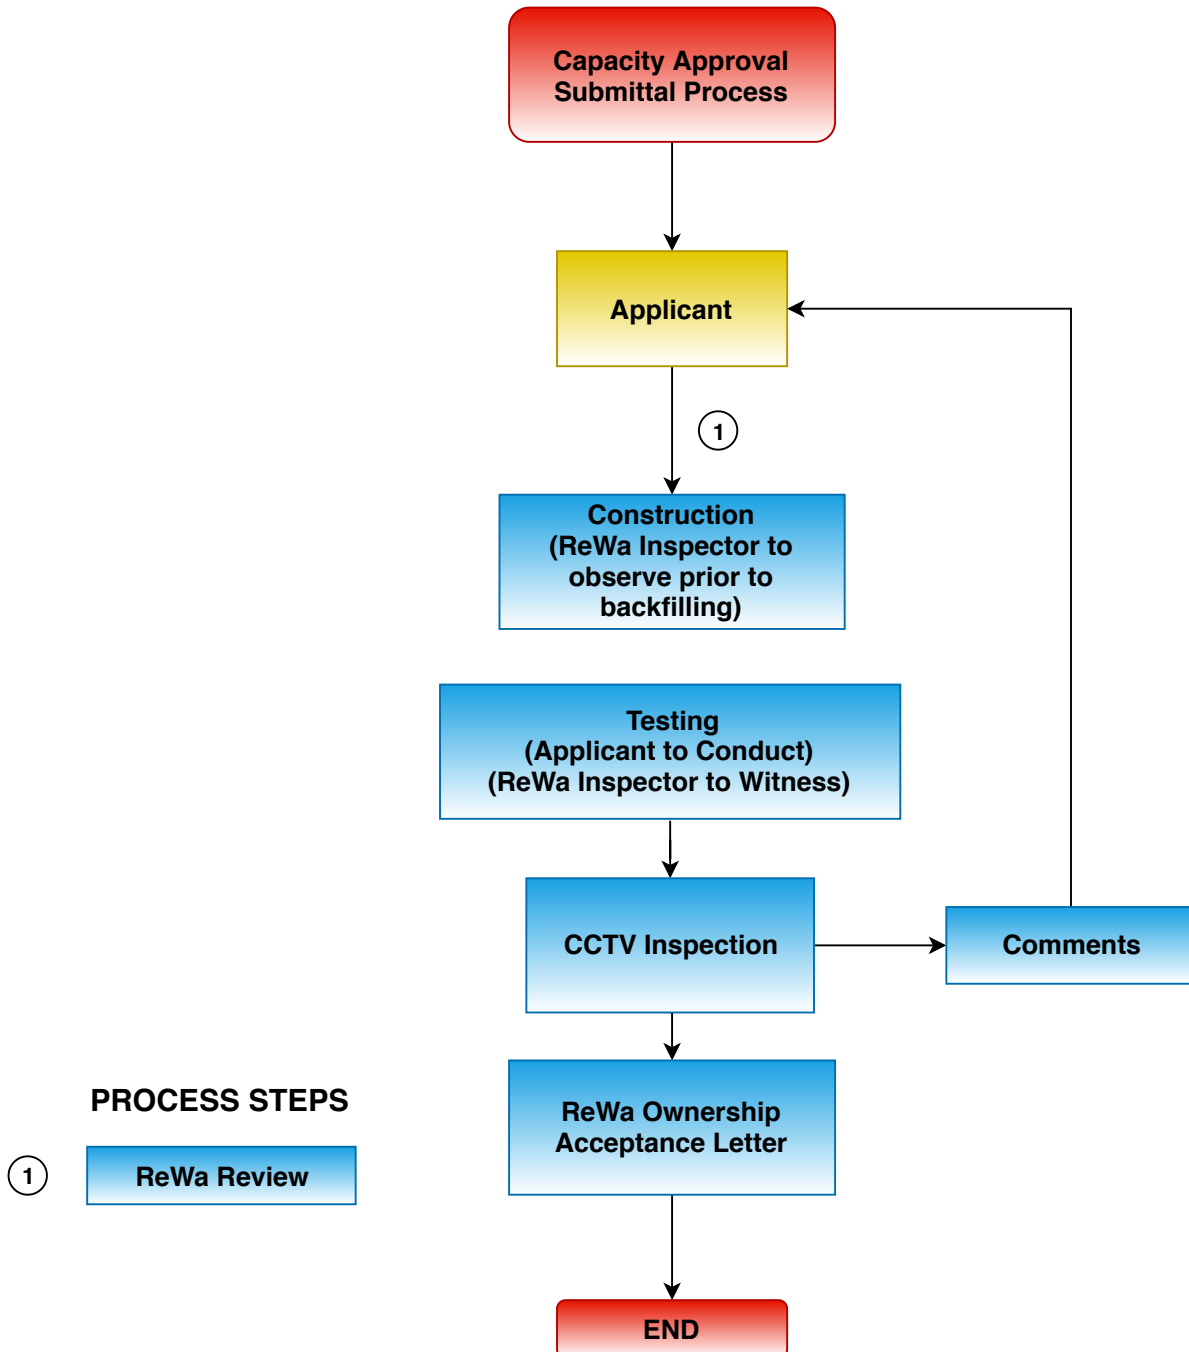 Capacity Approval
Submittal Process
Applicant
1
Construction
(ReWa Inspector to
observe prior to
backfilling)
Testing
(Applicant to Conduct)
(ReWa Inspector to Witness)
CCTV Inspection
Comments
ReWa Ownership
Acceptance Letter
PROCESS STEPS
1
ReWa Review
END